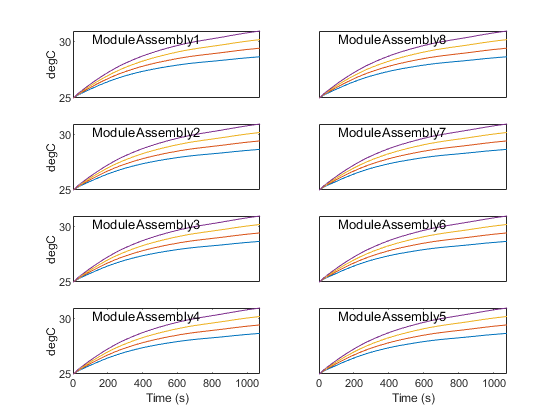 ModuleAssembly1
degC
30
25
ModuleAssembly8
ModuleAssembly2
degC
30
25
ModuleAssembly7
ModuleAssembly3
degC
30
25
ModuleAssembly6
ModuleAssembly4
degC
30
25
0 200 400 600 800 1000
Time (s)
ModuleAssembly5
0 200 400 600 800 1000
Time (s)